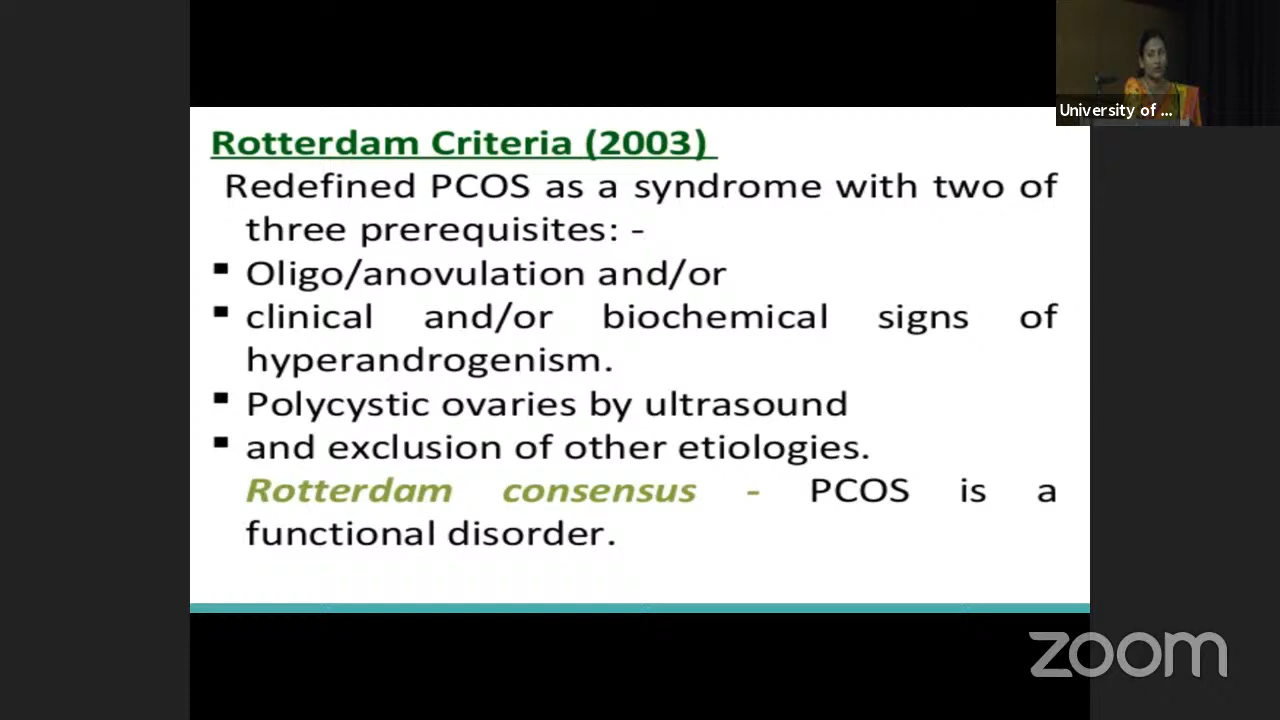 University of ...
Rotterdam Criteria (2003)
Redefined PCOS as a syndrome with two of
three prerequisites: -
▪ Oligo/anovulation and/or
▪ clinical and/or biochemical signs of
hyperandrogenism.
▪ Polycystic ovaries by ultrasound
▪ and exclusion of other etiologies.
Rotterdam consensus - PCOS is a
functional disorder.
zoom